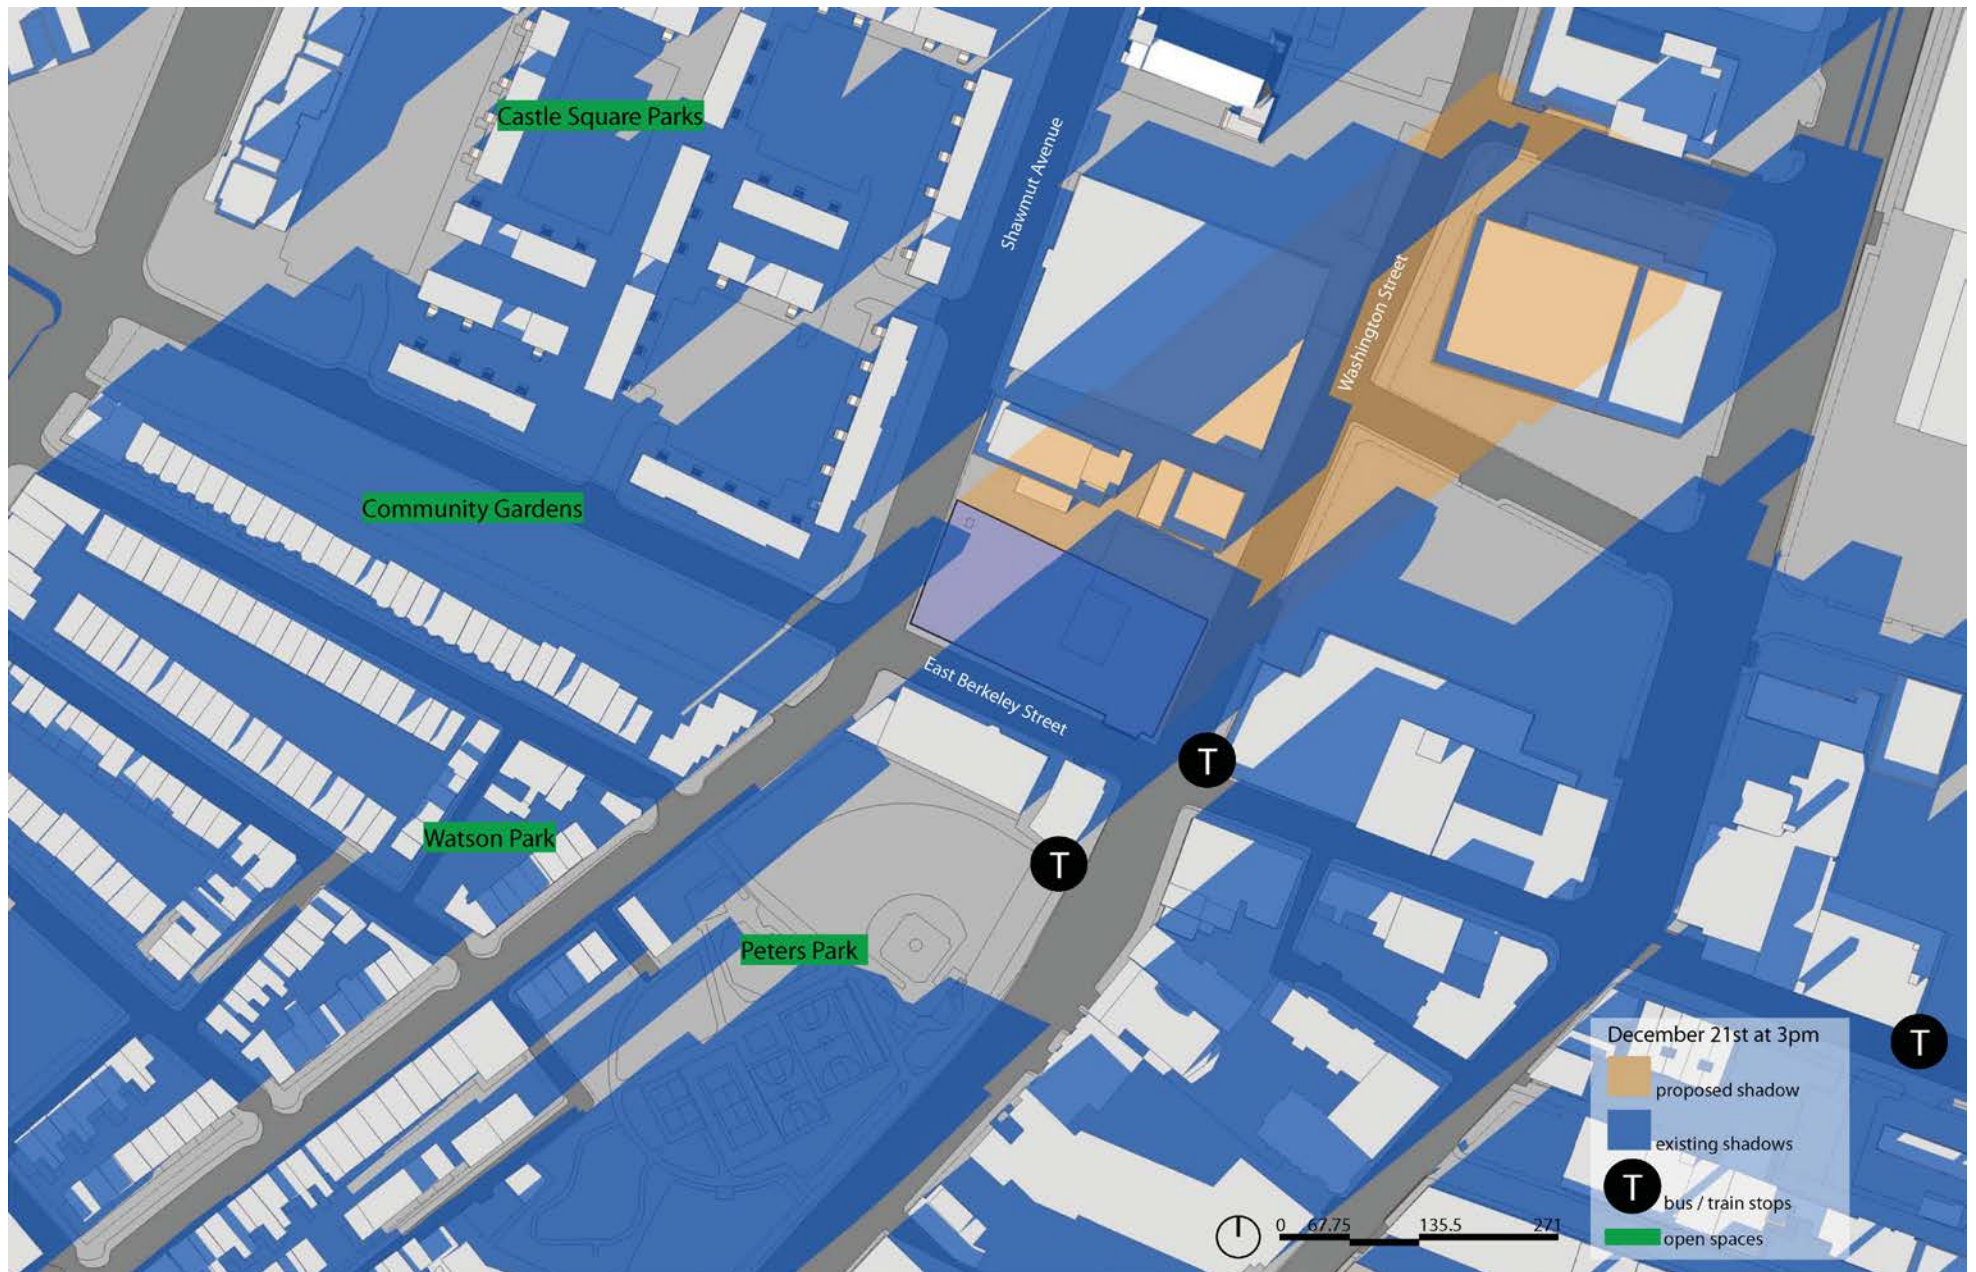 Castle Square Parks
Shawmut Avenue
Washington Street
Community Gardens
East Berkeley Street
T
Watson Park
T
Peters Park
T
December 21st at 3pm
proposed shadow
existing shadows
T
bus / train stops
open spaces
0 67.75 135.5 271